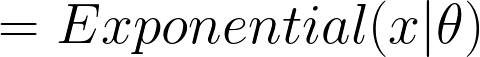 = Exponential(x|θ)